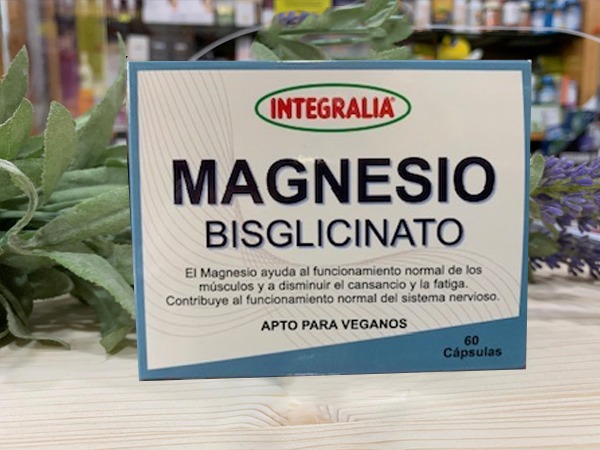 INTEGRALIA
MAGNESIO
BISGLICINATO
El Magnesio ayuda al funcionamiento normal de los
músculos y a disminuir el cansancio y la fatiga.
Contribuye al funcionamiento normal del sistema nervioso.
APTO PARA VEGANOS
60
Cápsulas